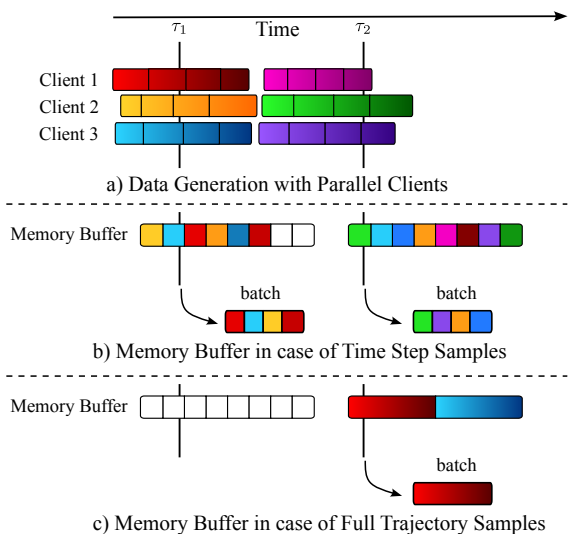 τ1 Time τ2
Client 1
Client 2
Client 3
a) Data Generation with Parallel Clients
Memory Buffer
batch batch
b) Memory Buffer in case of Time Step Samples
Memory Buffer
batch
c) Memory Buffer in case of Full Trajectory Samples